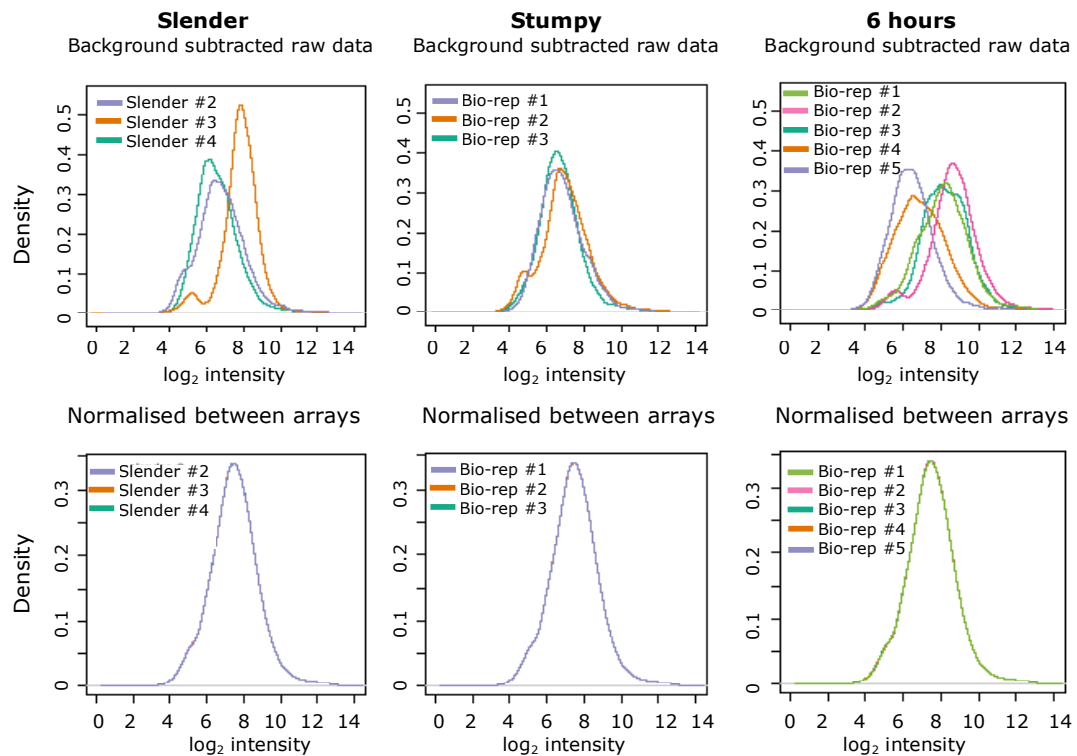 Slender
Background subtracted raw data
Slender #2
Slender #3
Slender #4
Density
0 0.1 0.2 0.3 0.4 0.5
0 2 4 6 8 10 12 14
log₂ intensity
Stumpy
Background subtracted raw data
Bio-rep #1
Bio-rep #2
Bio-rep #3
0 0.1 0.2 0.3 0.4 0.5
0 2 4 6 8 10 12 14
log₂ intensity
6 hours
Background subtracted raw data
Bio-rep #1
Bio-rep #2
Bio-rep #3
Bio-rep #4
Bio-rep #5
0 0.1 0.2 0.3 0.4 0.5
0 2 4 6 8 10 12 14
log₂ intensity
Normalised between arrays
Slender #2
Slender #3
Slender #4
Density
0 0.1 0.2 0.3
0 2 4 6 8 10 12 14
log₂ intensity
Normalised between arrays
Bio-rep #1
Bio-rep #2
Bio-rep #3
0 0.1 0.2 0.3
0 2 4 6 8 10 12 14
log₂ intensity
Normalised between arrays
Bio-rep #1
Bio-rep #2
Bio-rep #3
Bio-rep #4
Bio-rep #5
0 0.1 0.2 0.3
0 2 4 6 8 10 12 14
log₂ intensity